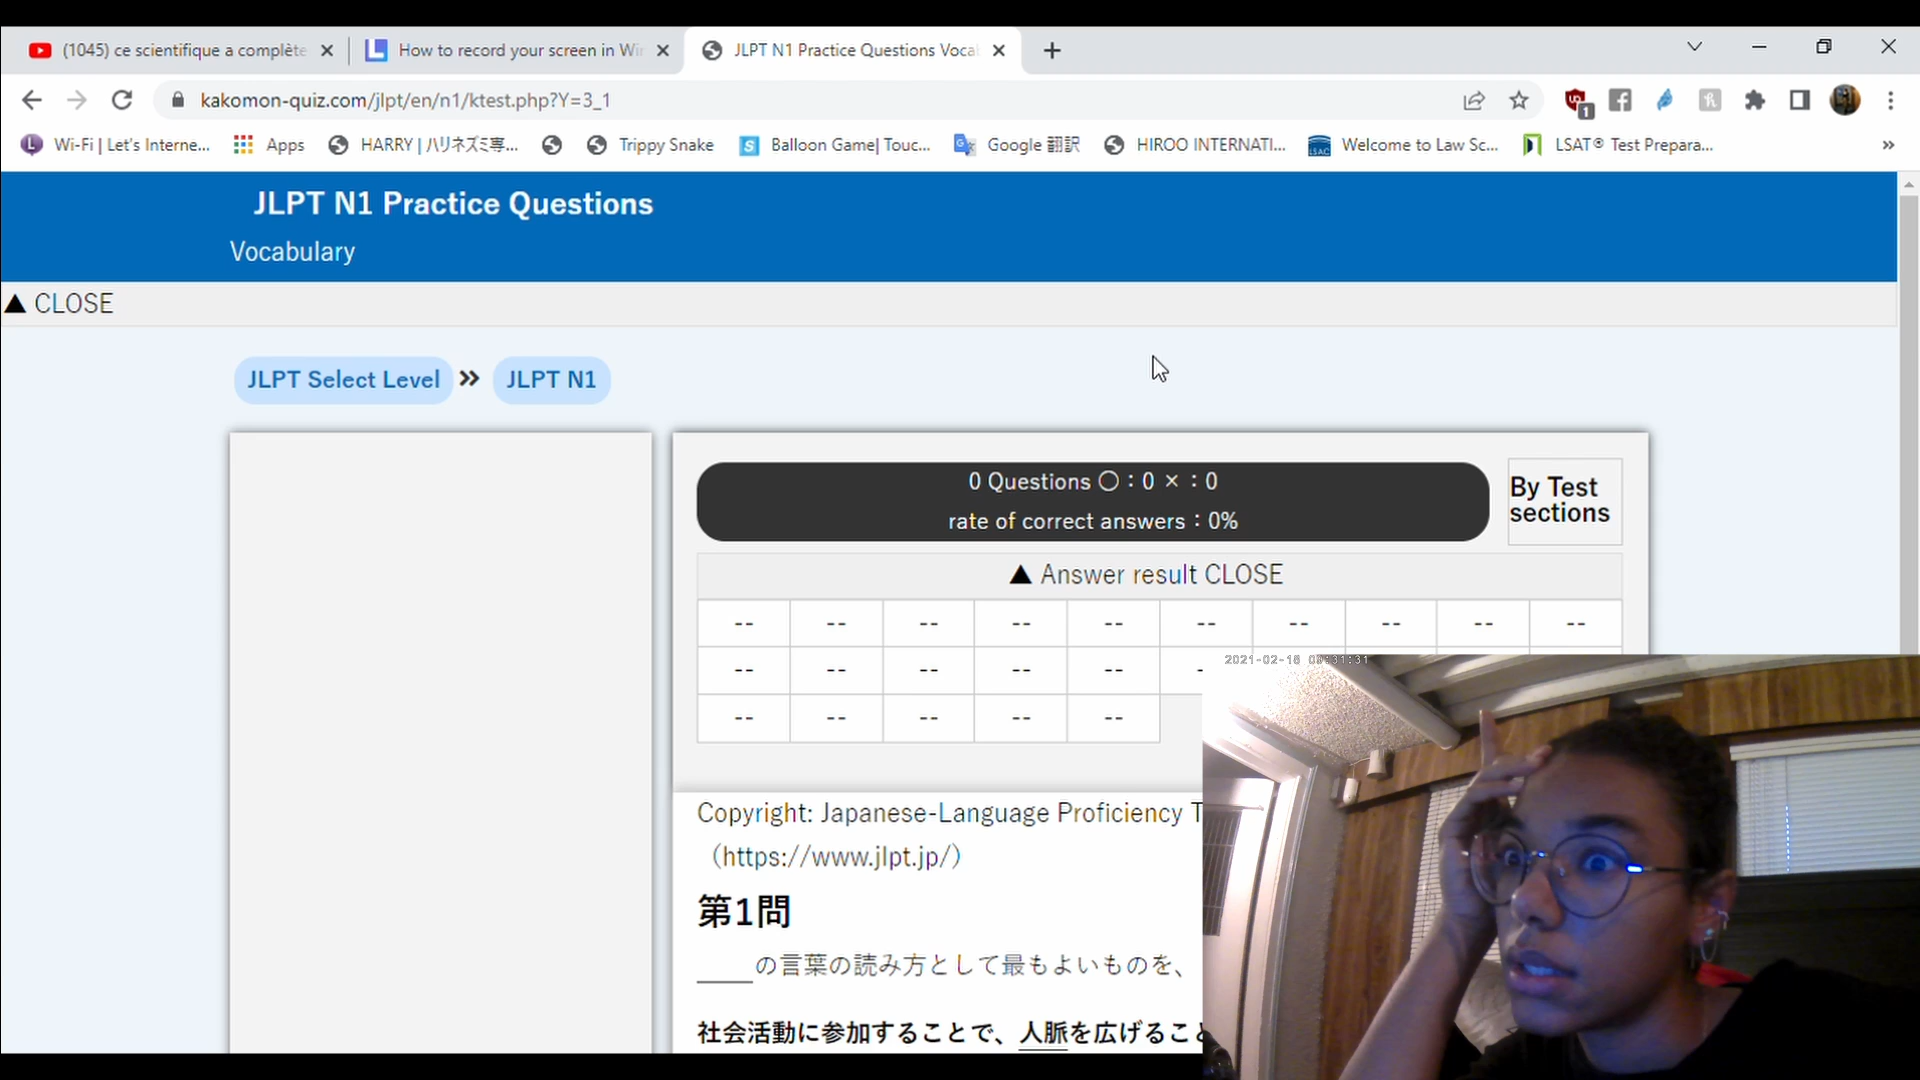 (1045) ce scientifique a complète
How to record your screen in Wi
JLPT N1 Practice Questions Voca
kakomon-quiz.com/jlpt/en/n1/ktest.php?Y=3_1
1
Wi-Fi | Let's Interne...
Apps
HARRY | ハリネズミ専...
Trippy Snake
Balloon Game| Touc...
Google 翻訳
HIROO INTERNATI...
LSAC
Welcome to Law Sc...
LSAT® Test Prepara...
JLPT N1 Practice Questions
Vocabulary
▲ CLOSE
JLPT Select Level
JLPT N1
0 Questions ○：0 ×：0
rate of correct answers：0%
By Test
sections
▲ Answer result CLOSE
-- -- -- -- -- -- -- -- -- --
-- -- -- -- -- -
-- -- -- -- --
Copyright: Japanese-Language Proficiency T
（https://www.jlpt.jp/）
第1問
____の言葉の読み方として最もよいものを、
社会活動に参加することで、人脈を広げるこ